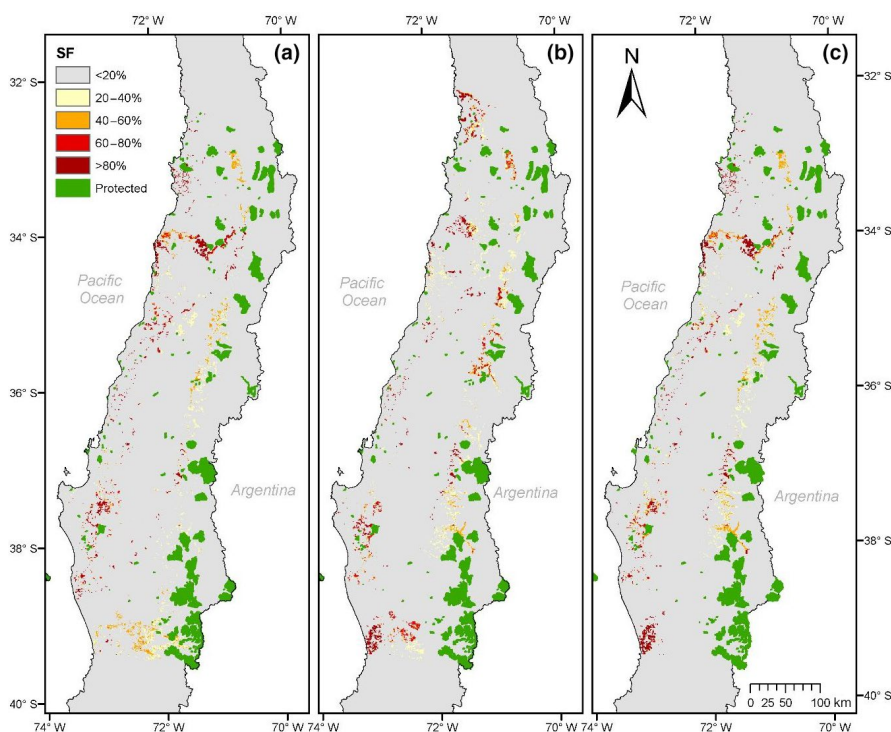 72° W 70° W 72° W 70° W 72° W 70° W
(a) (b) (c)
SF
<20%
20–40%
40–60%
60–80%
>80%
Protected
N
32° S 32° S
34° S 34° S
Pacific
Ocean
Pacific
Ocean
Pacific
Ocean
36° S 36° S
Argentina
Argentina
Argentina
38° S 38° S
40° S 40° S
0 25 50 100 km
74° W 72° W 70° W 74° W 72° W 70° W 74° W 72° W 70° W